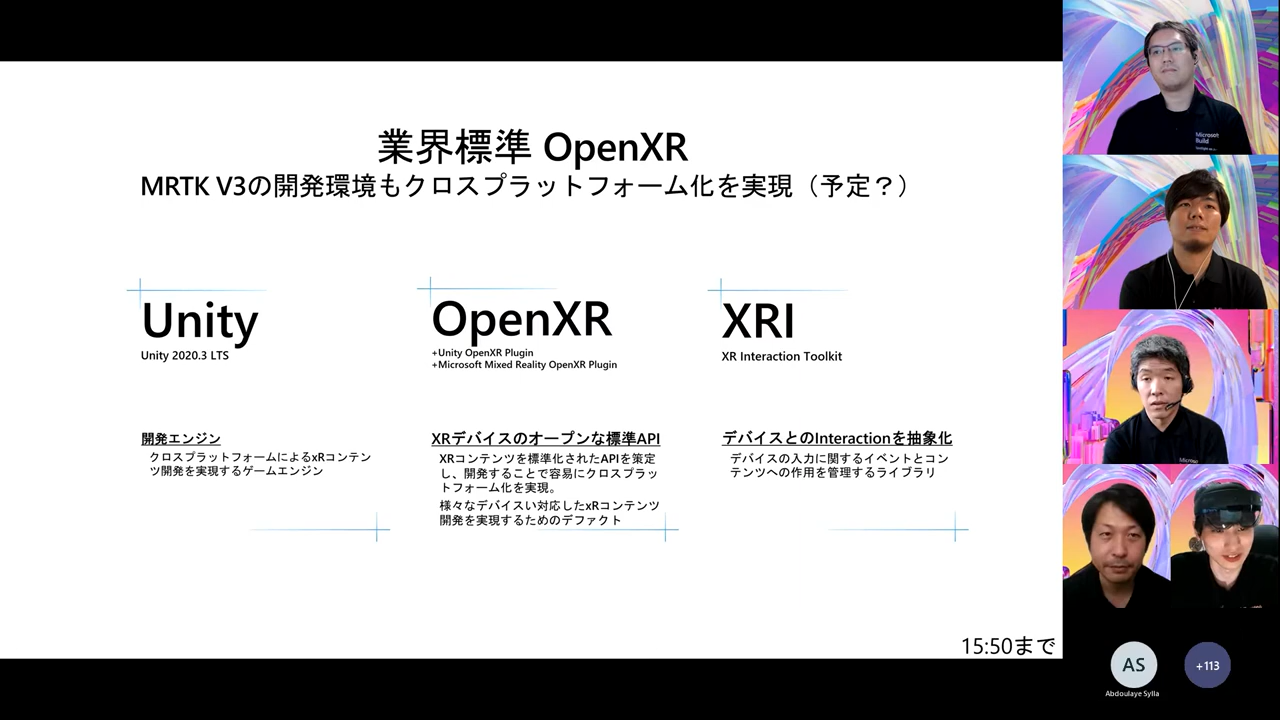 業界標準 OpenXR
MRTK V3の開発環境もクロスプラットフォーム化を実現（予定？）
Unity
Unity 2020.3 LTS
開発エンジン
クロスプラットフォームによるxRコンテン
ツ開発を実現するゲームエンジン
OpenXR
+Unity OpenXR Plugin
+Microsoft Mixed Reality OpenXR Plugin
XRデバイスのオープンな標準API
XRコンテンツを標準化されたAPIを策定
し、開発することで容易にクロスプラッ
トフォーム化を実現。
様々なデバイスい対応したxRコンテンツ
開発を実現するためのデファクト
XRI
XR Interaction Toolkit
デバイスとのInteractionを抽象化
デバイスの入力に関するイベントとコン
テンツへの作用を管理するライブラリ
15:50まで
Microsoft
Build
AS
Abdoulaye Sylla
+113